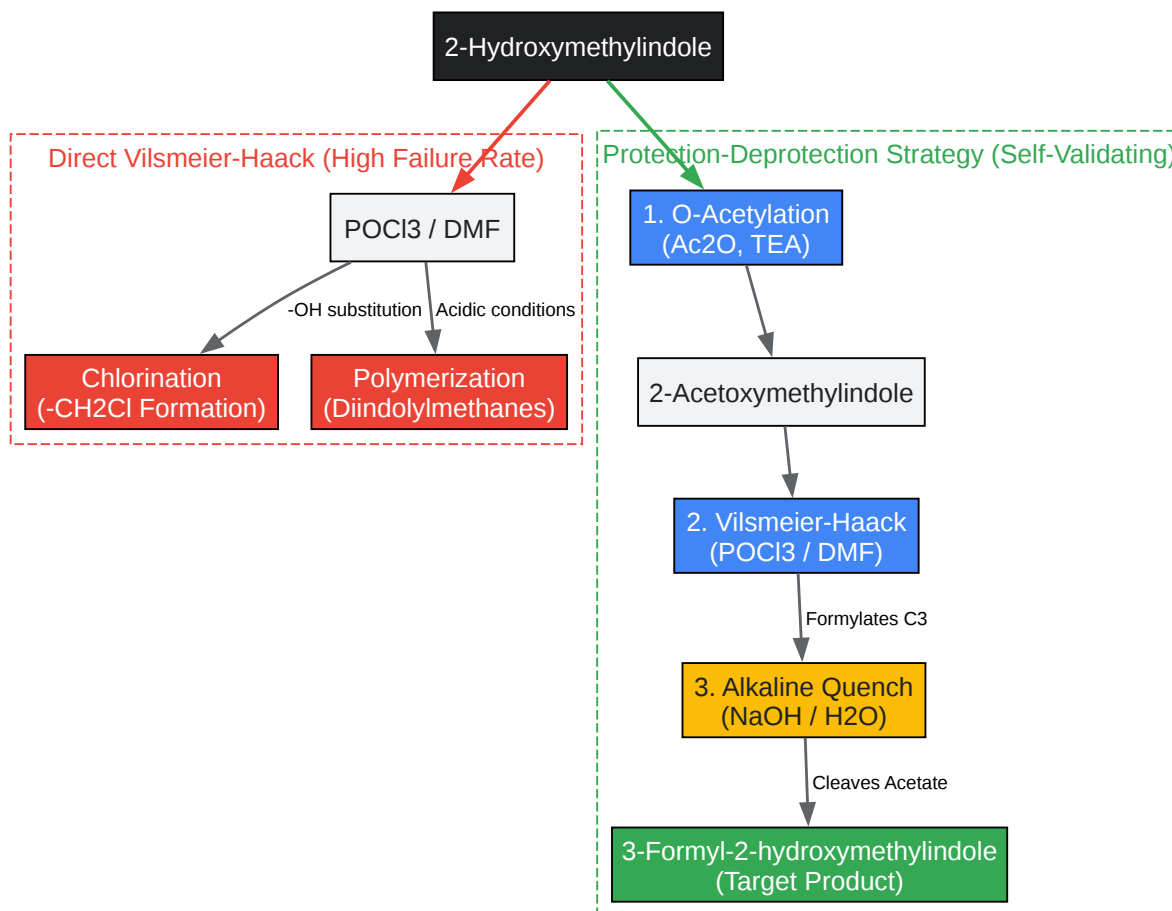 2-Hydroxymethylindole
Direct Vilsmeier-Haack (High Failure Rate)
POCl3 / DMF
-OH substitution
Acidic conditions
Chlorination
(-CH2Cl Formation)
Polymerization
(Diindolylmethanes)
Protection-Deprotection Strategy (Self-Validating)
1. O-Acetylation
(Ac2O, TEA)
2-Acetoxymethylindole
2. Vilsmeier-Haack
(POCl3 / DMF)
Formylates C3
3. Alkaline Quench
(NaOH / H2O)
Cleaves Acetate
3-Formyl-2-hydroxymethylindole
(Target Product)